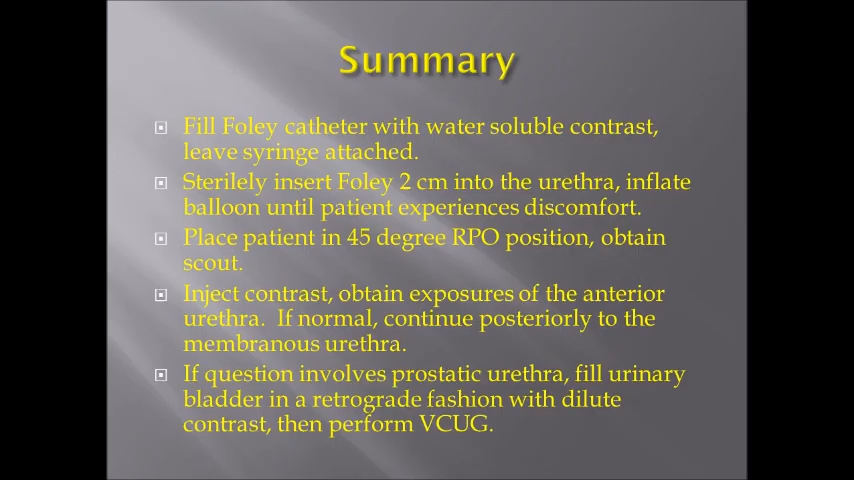 Summary
Fill Foley catheter with water soluble contrast,
leave syringe attached.
Sterilely insert Foley 2 cm into the urethra, inflate
balloon until patient experiences discomfort.
Place patient in 45 degree RPO position, obtain
scout.
Inject contrast, obtain exposures of the anterior
urethra.  If normal, continue posteriorly to the
membranous urethra.
If question involves prostatic urethra, fill urinary
bladder in a retrograde fashion with dilute
contrast, then perform VCUG.